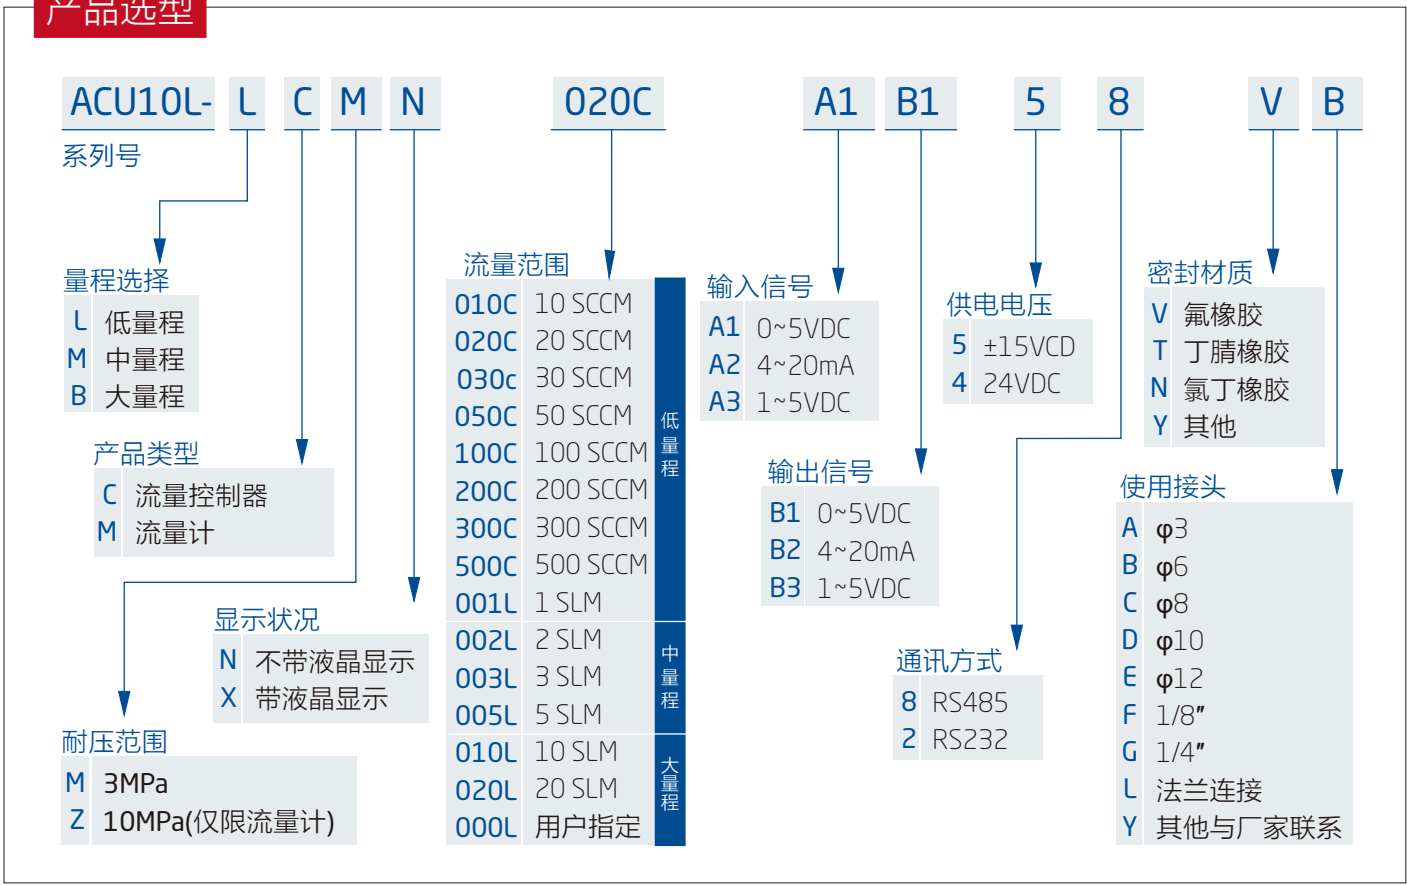 产品选型
ACU10L- L C M N 020C A1 B1 5 8 V B
系列号
量程选择
L 低量程
M 中量程
B 大量程
产品类型
C 流量控制器
M 流量计
耐压范围
M 3MPa
Z 10MPa(仅限流量计)
显示状况
N 不带液晶显示
X 带液晶显示
流量范围
010C 10 SCCM
020C 20 SCCM
030c 30 SCCM
050C 50 SCCM
100C 100 SCCM
200C 200 SCCM
300C 300 SCCM
500C 500 SCCM
001L 1 SLM
低量程
002L 2 SLM
003L 3 SLM
005L 5 SLM
中量程
010L 10 SLM
020L 20 SLM
000L 用户指定
大量程
输入信号
A1 0~5VDC
A2 4~20mA
A3 1~5VDC
输出信号
B1 0~5VDC
B2 4~20mA
B3 1~5VDC
供电电压
5 ±15VCD
4 24VDC
通讯方式
8 RS485
2 RS232
密封材质
V 氟橡胶
T 丁腈橡胶
N 氯丁橡胶
Y 其他
使用接头
A φ3
B φ6
C φ8
D φ10
E φ12
F 1/8″
G 1/4″
L 法兰连接
Y 其他与厂家联系